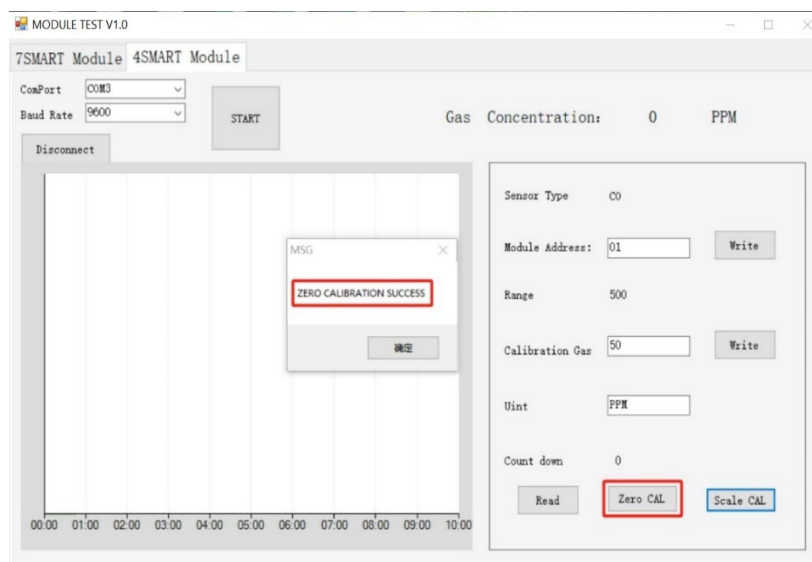 MODULE TEST V1.0
7SMART Module 4SMART Module
ComPort COM3
Baud Rate 9600
START
Gas Concentration: 0 PPM
Disconnect
Sensor Type CO
MSG
Module Address: 01 Write
ZERO CALIBRATION SUCCESS
Range 500
确定
Calibration Gas 50 Write
Uint PPM
Count down 0
Read Zero CAL Scale CAL
00:00 01:00 02:00 03:00 04:00 05:00 06:00 07:00 08:00 09:00 10:00